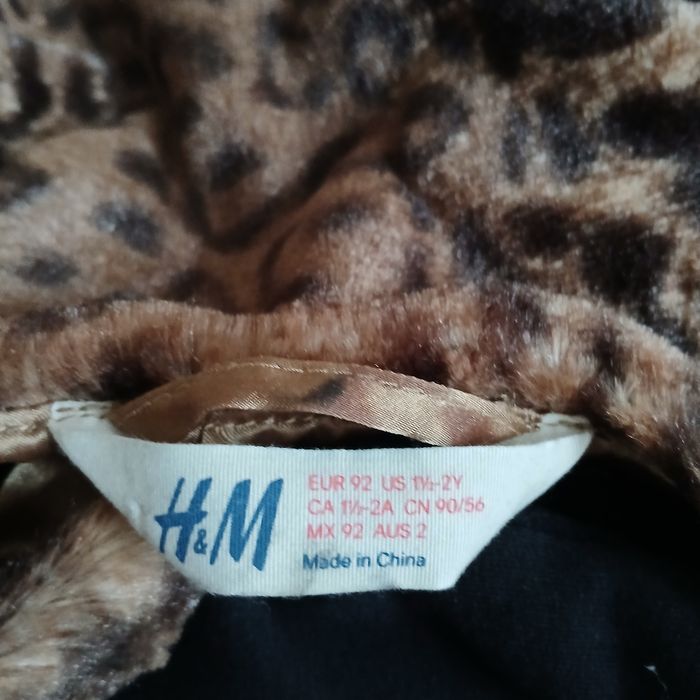 H&M
EUR 92 US 1½-2Y
CA 1½-2A CN 90/56
MX 92 AUS 2
Made in China